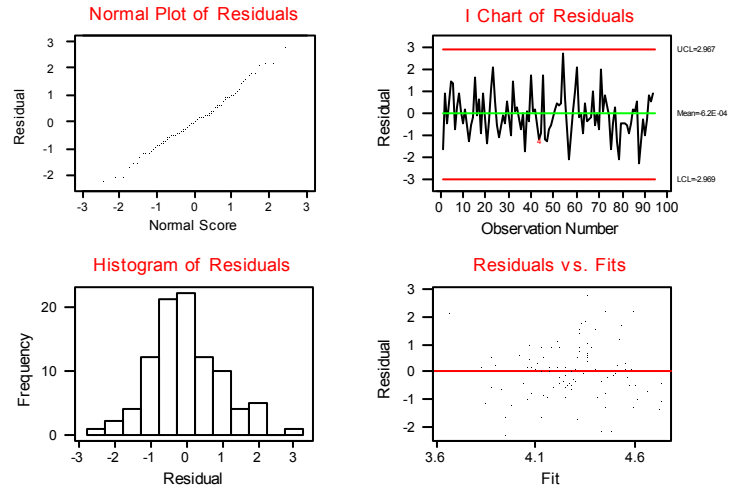 Normal Plot of Residuals
3
2
1
0
-1
-2
Residual
-3 -2 -1 0 1 2 3
Normal Score
I Chart of Residuals
3
2
1
0
-1
-2
-3
Residual
UCL=2.967
Mean=-6.2E-04
LCL=-2.969
*
0 10 20 30 40 50 60 70 80 90 100
Observation Number
Histogram of Residuals
20
10
0
Frequency
-3 -2 -1 0 1 2 3
Residual
Residuals vs. Fits
3
2
1
0
-1
-2
Residual
3.6 4.1 4.6
Fit